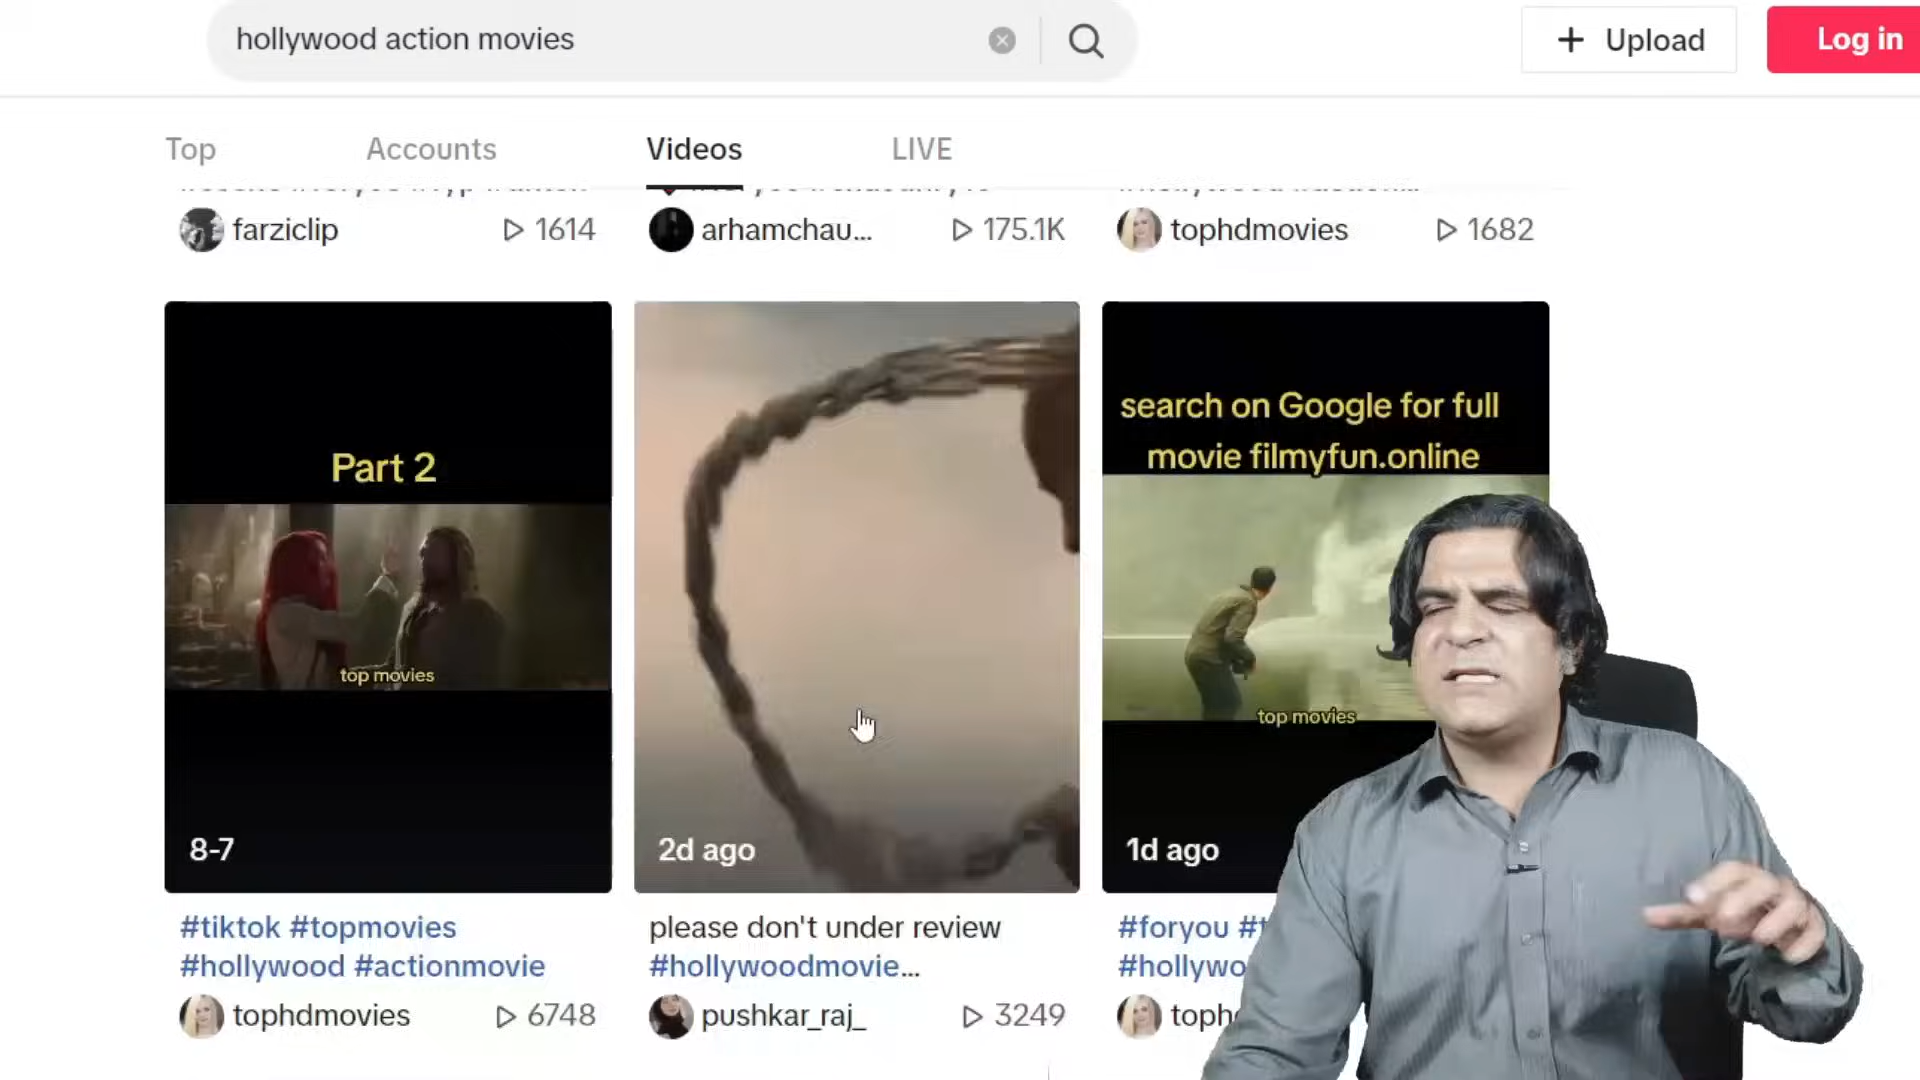 hollywood action movies
Upload
Log in
Top
Accounts
Videos
LIVE
farziclip
1614
arhamchau...
175.1K
tophdmovies
1682
Part 2
top movies
8-7
2d ago
search on Google for full
movie filmyfun.online
top movies
1d ago
#tiktok #topmovies
#hollywood #actionmovie
tophdmovies
6748
please don't under review
#hollywoodmovie...
pushkar_raj_
3249
#foryou
#hollywo
toph